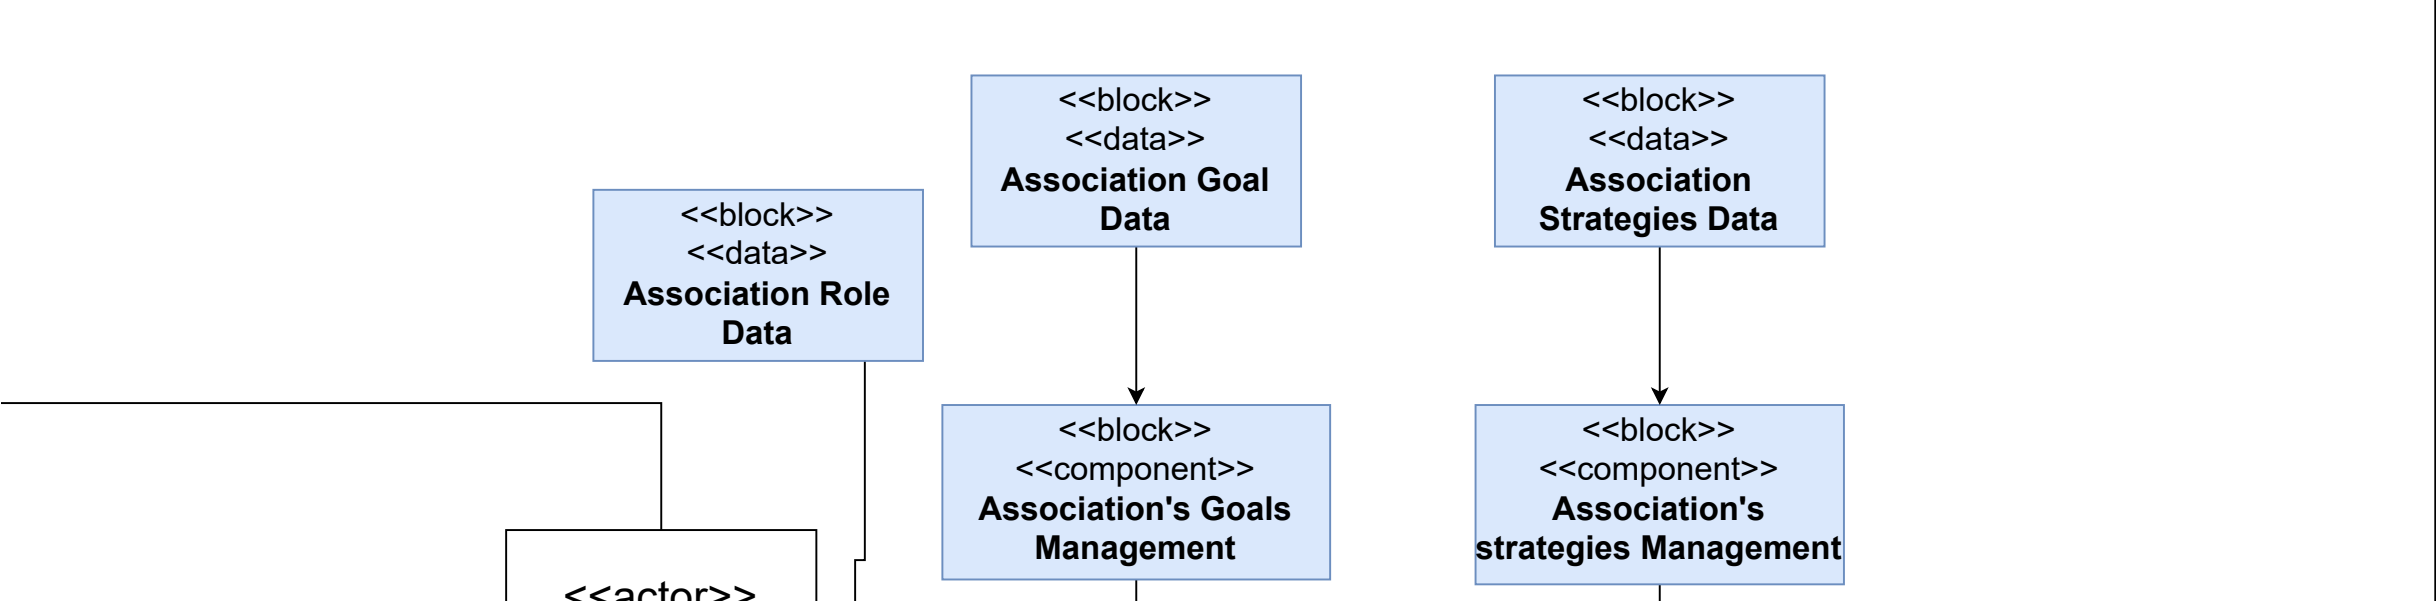 <<block>>
<<data>>
Association Goal
Data
<<block>>
<<data>>
Association
Strategies Data
<<block>>
<<data>>
Association Role
Data
<<block>>
<<component>>
Association's Goals
Management
<<block>>
<<component>>
Association's
strategies Management
<<actor>>